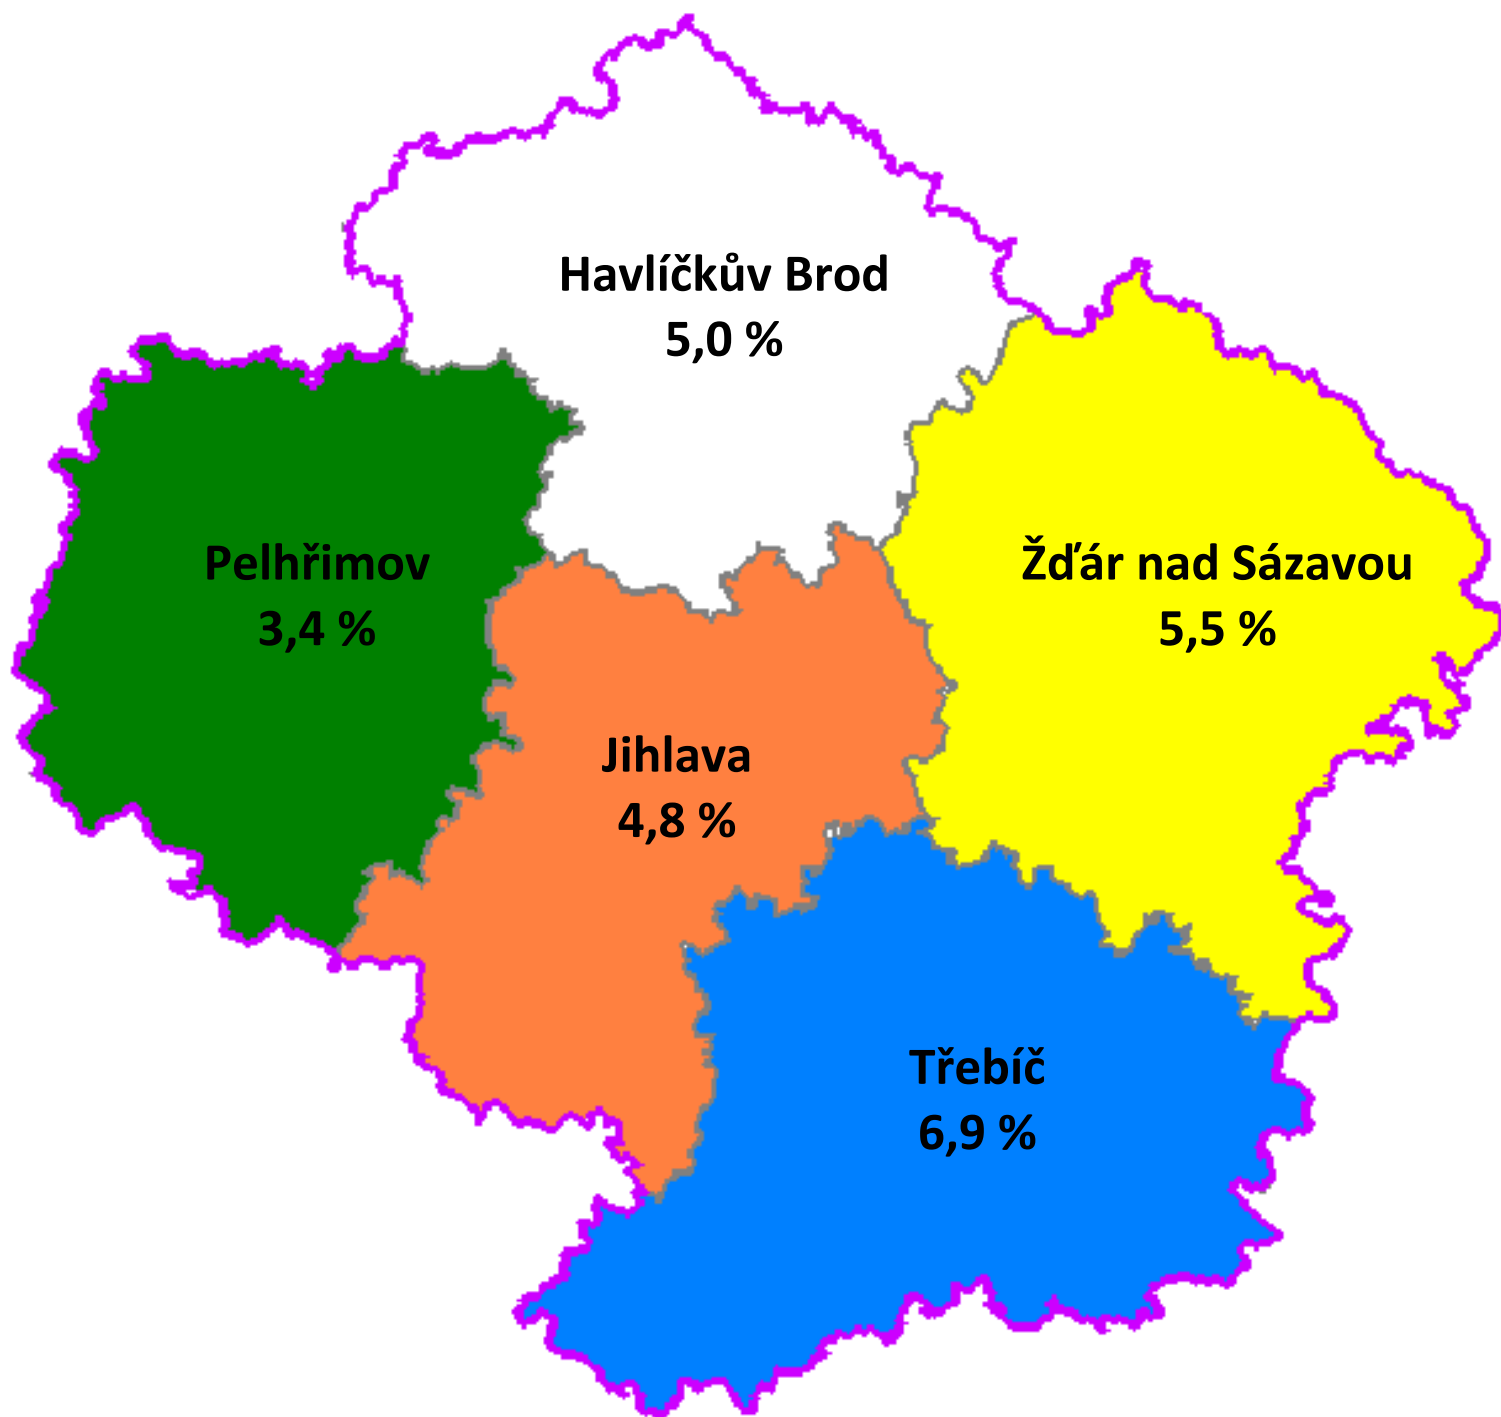 Havlíčkův Brod
5,0 %
Pelhřimov
3,4 %
Žďár nad Sázavou
5,5 %
Jihlava
4,8 %
Třebíč
6,9 %